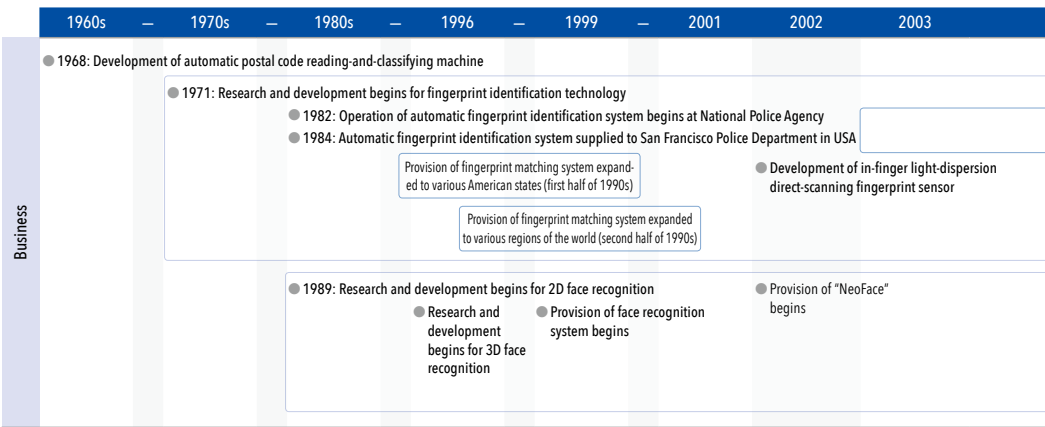 1960s — 1970s — 1980s — 1996 — 1999 — 2001 2002 2003
Business
1968: Development of automatic postal code reading-and-classifying machine
1971: Research and development begins for fingerprint identification technology
1982: Operation of automatic fingerprint identification system begins at National Police Agency
1984: Automatic fingerprint identification system supplied to San Francisco Police Department in USA
Provision of fingerprint matching system expand-
ed to various American states (first half of 1990s)
Development of in-finger light-dispersion
direct-scanning fingerprint sensor
Provision of fingerprint matching system expanded
to various regions of the world (second half of 1990s)
1989: Research and development begins for 2D face recognition
Research and
development
begins for 3D face
recognition
Provision of face recognition
system begins
Provision of “NeoFace”
begins